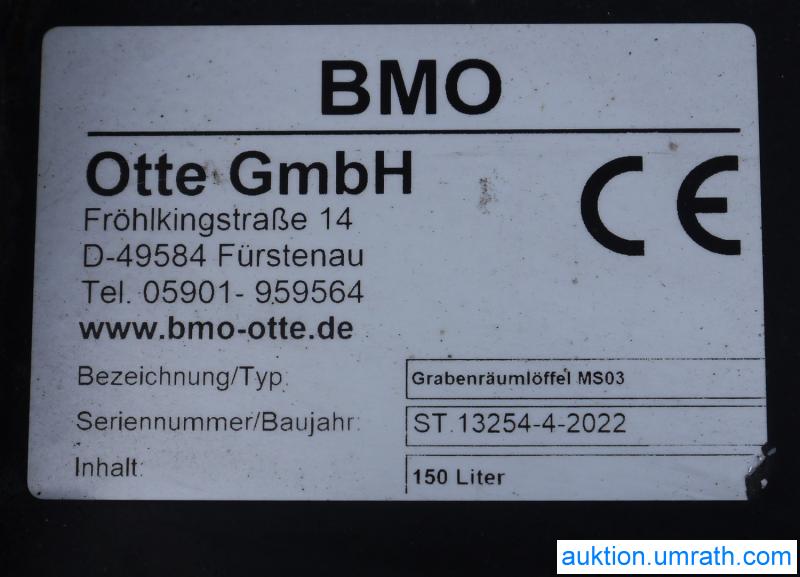 BMO
Otte GmbH
CE
Fröhlkingstraße 14
D-49584 Fürstenau
Tel. 05901- 959564
www.bmo-otte.de
Bezeichnung/Typ: Grabenräumlöffel MS03
Seriennummer/Baujahr: ST.13254-4-2022
Inhalt: 150 Liter
auktion.umrath.com